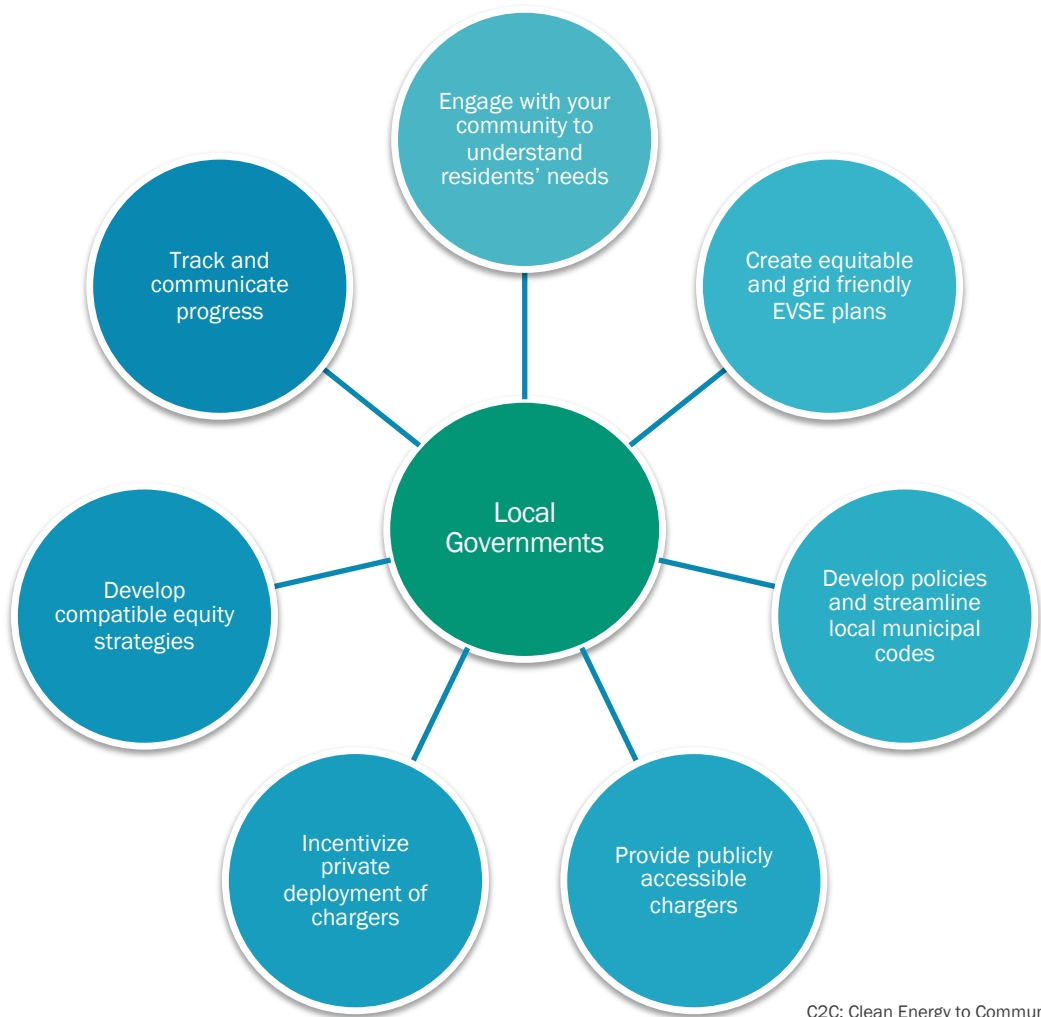 Engage with your
community to
understand
residents’ needs
Create equitable
and grid friendly
EVSE plans
Develop policies
and streamline
local municipal
codes
Provide publicly
accessible
chargers
Incentivize
private
deployment of
chargers
Develop
compatible equity
strategies
Track and
communicate
progress
Local
Governments
C2C: Clean Energy to